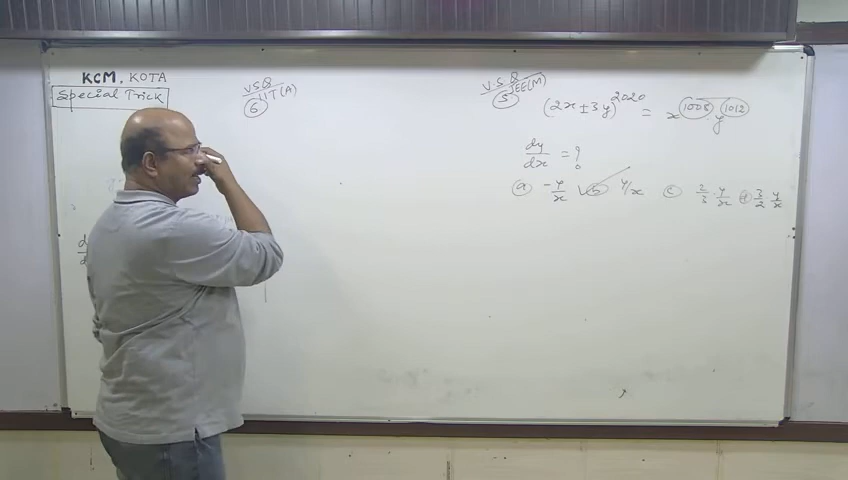 KCM, KOTA
Special Trick
VSQ
IIT(A)
6
V.S.Q
JEE(M)
5
(2x ± 3y)^2020 = x^1008 . y^1012
dy/dx = ?
(a) -y/x ✓(b) y/x (c) 2/3 . y/x (d) 3/2 y/x